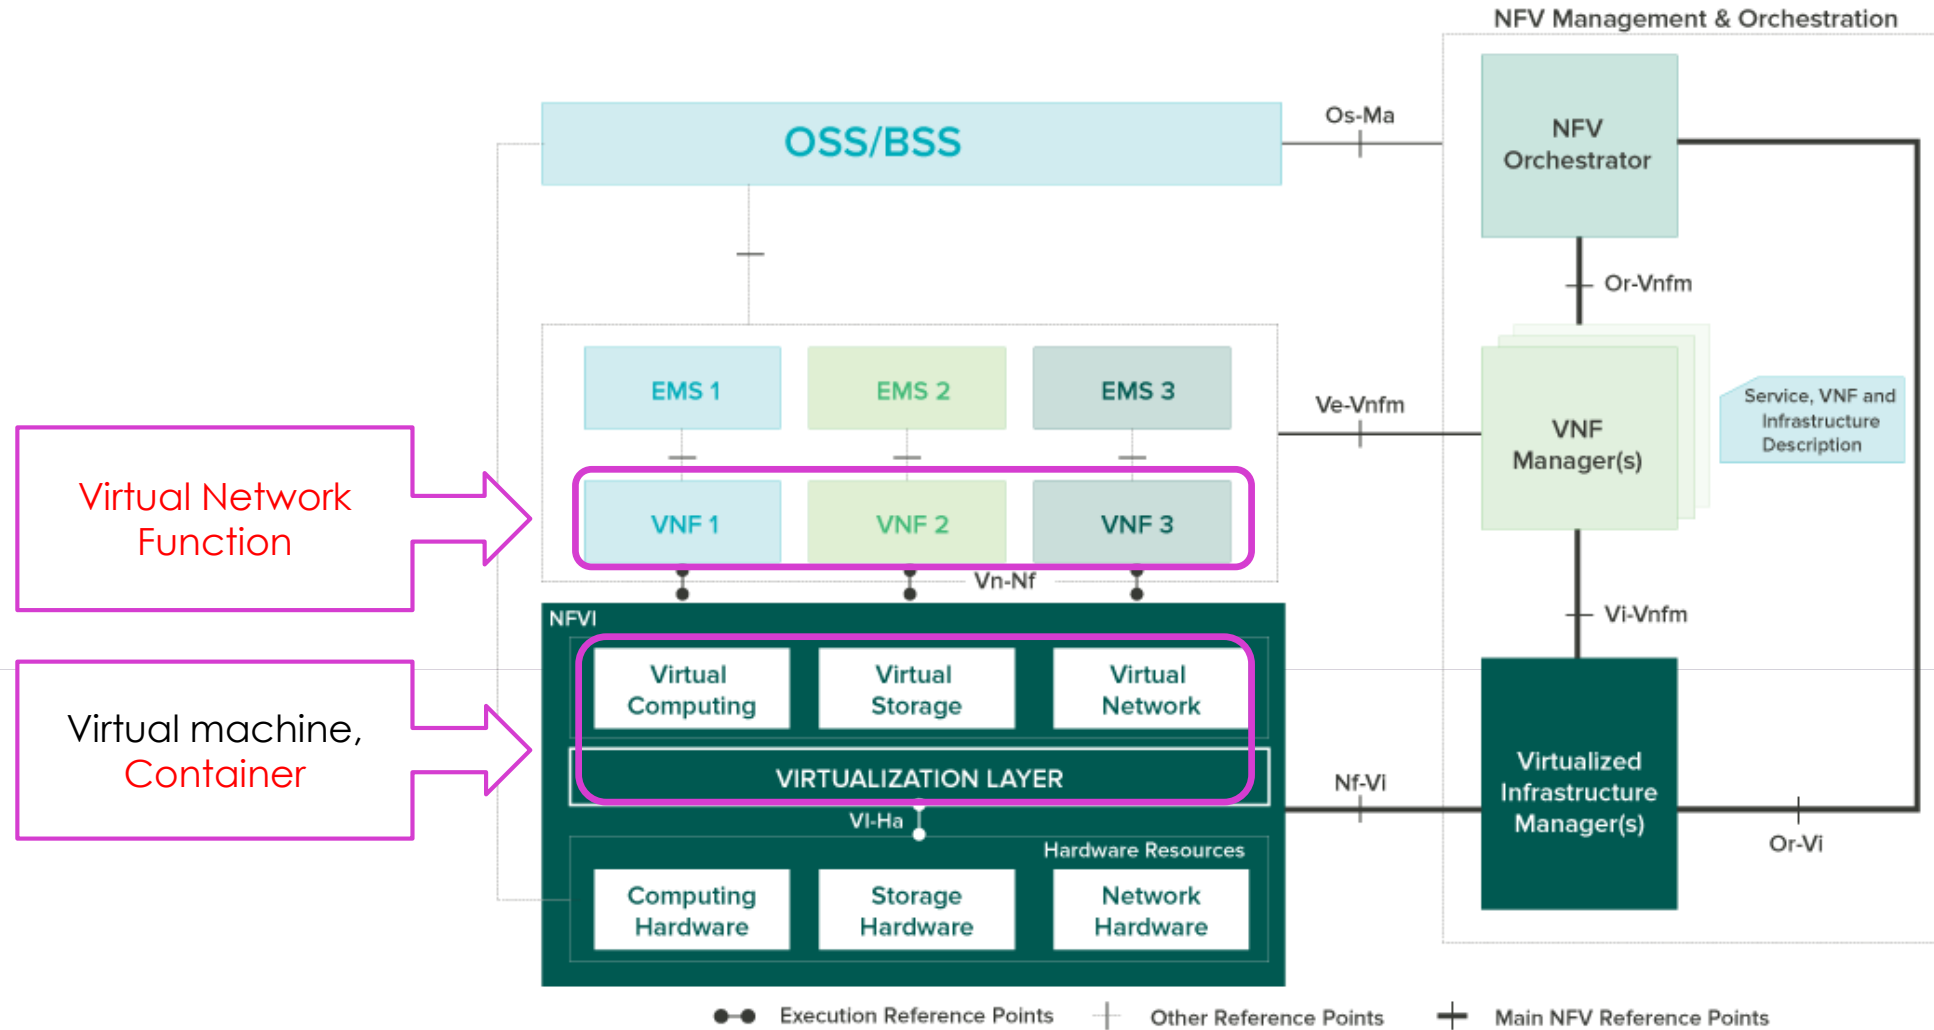 NFV Management & Orchestration
OSS/BSS
Os-Ma
NFV
Orchestrator
Or-Vnfm
EMS 1
EMS 2
EMS 3
Ve-Vnfm
VNF
Manager(s)
Service, VNF and
Infrastructure
Description
Virtual Network
Function
VNF 1
VNF 2
VNF 3
Vn-Nf
NFVI
Vi-Vnfm
Virtual
Computing
Virtual
Storage
Virtual
Network
Virtual machine,
Container
VIRTUALIZATION LAYER
Nf-Vi
Virtualized
Infrastructure
Manager(s)
Or-Vi
VI-Ha
Hardware Resources
Computing
Hardware
Storage
Hardware
Network
Hardware
Execution Reference Points
Other Reference Points
Main NFV Reference Points